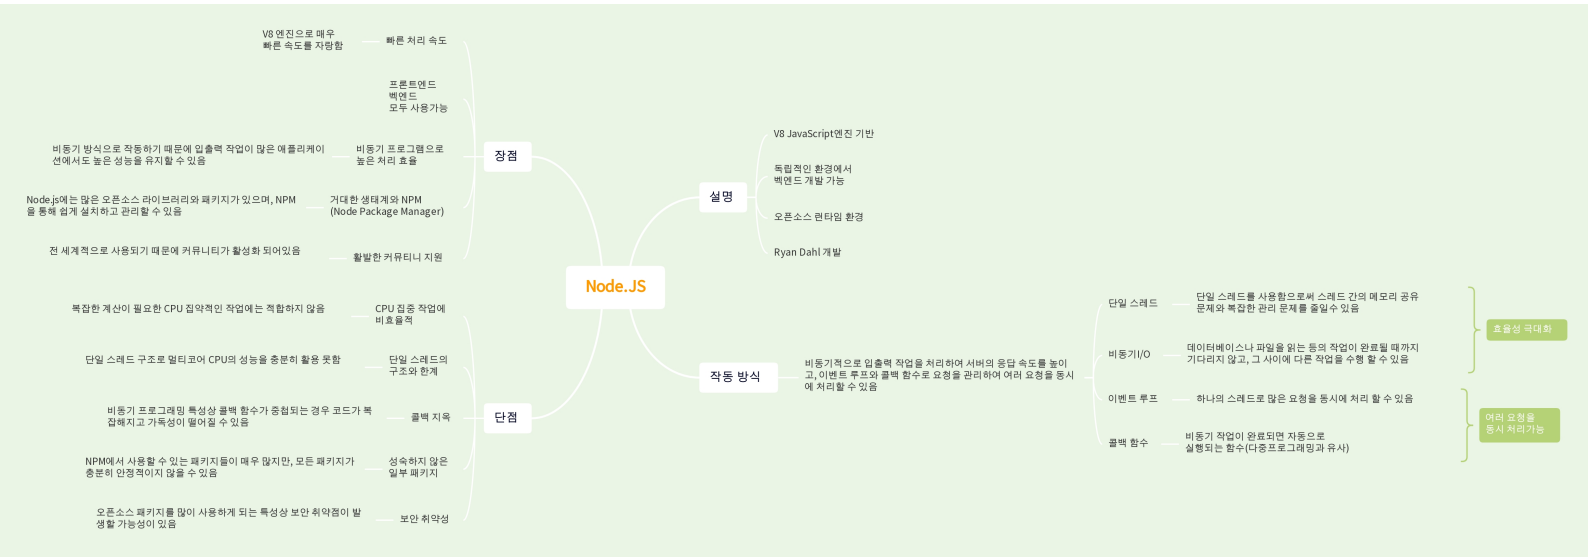 Node.JS
설명
V8 JavaScript엔진 기반
독립적인 환경에서
벡엔드 개발 가능
오픈소스 런타임 환경
Ryan Dahl 개발
작동 방식
비동기적으로 입출력 작업을 처리하여 서버의 응답 속도를 높이
고, 이벤트 루프와 콜백 함수로 요청을 관리하여 여러 요청을 동시
에 처리할 수 있음
단일 스레드
단일 스레드를 사용함으로써 스레드 간의 메모리 공유
문제와 복잡한 관리 문제를 줄일수 있음
비동기I/O
데이터베이스나 파일을 읽는 등의 작업이 완료될 때까지
기다리지 않고, 그 사이에 다른 작업을 수행 할 수 있음
효율성 극대화
이벤트 루프
하나의 스레드로 많은 요청을 동시에 처리 할 수 있음
콜백 함수
비동기 작업이 완료되면 자동으로
실행되는 함수(다중프로그래밍과 유사)
여러 요청을
동시 처리가능
장점
빠른 처리 속도
V8 엔진으로 매우
빠른 속도를 자랑함
프론트엔드
벡엔드
모두 사용가능
비동기 프로그램으로
높은 처리 효율
비동기 방식으로 작동하기 때문에 입출력 작업이 많은 애플리케이
션에서도 높은 성능을 유지할 수 있음
거대한 생태계와 NPM
(Node Package Manager)
Node.js에는 많은 오픈소스 라이브러리와 패키지가 있으며, NPM
을 통해 쉽게 설치하고 관리할 수 있음
활발한 커뮤티니 지원
전 세계적으로 사용되기 때문에 커뮤니티가 활성화 되어있음
단점
CPU 집중 작업에
비효율적
복잡한 계산이 필요한 CPU 집약적인 작업에는 적합하지 않음
단일 스레드의
구조와 한계
단일 스레드 구조로 멀티코어 CPU의 성능을 충분히 활용 못함
콜백 지옥
비동기 프로그래밍 특성상 콜백 함수가 중첩되는 경우 코드가 복
잡해지고 가독성이 떨어질 수 있음
성숙하지 않은
일부 패키지
NPM에서 사용할 수 있는 패키지들이 매우 많지만, 모든 패키지가
충분히 안정적이지 않을 수 있음
보안 취약성
오픈소스 패키지를 많이 사용하게 되는 특성상 보안 취약점이 발
생할 가능성이 있음